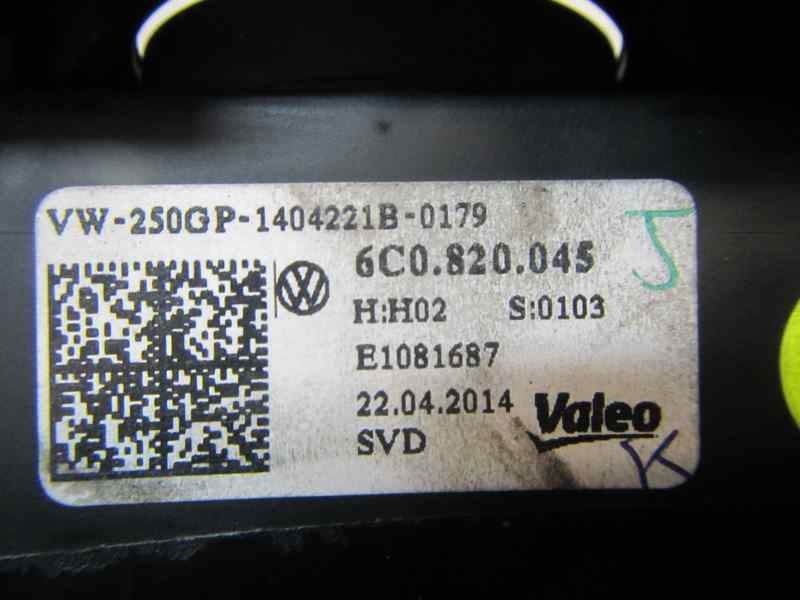 VW-250GP-1404221B-0179
6C0.820.045
H:H02 S:0103
E1081687
22.04.2014
SVD
Valeo
J
K